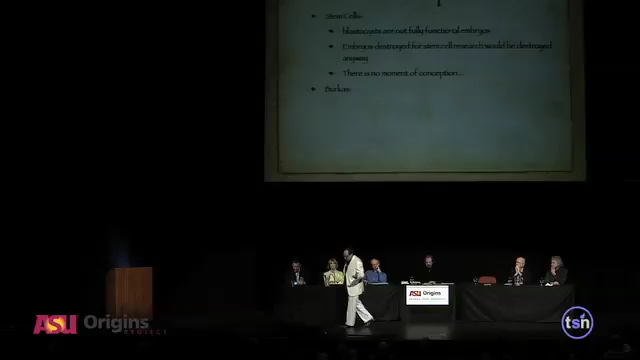 Stem Cells
Blastocysts are not fully functional embryos
Embryos destroyed for stem cell research would be destroyed
anyway
There is no moment of conception...
Burkas
ASU Origins
ASU Origins
PROJECT
tsn